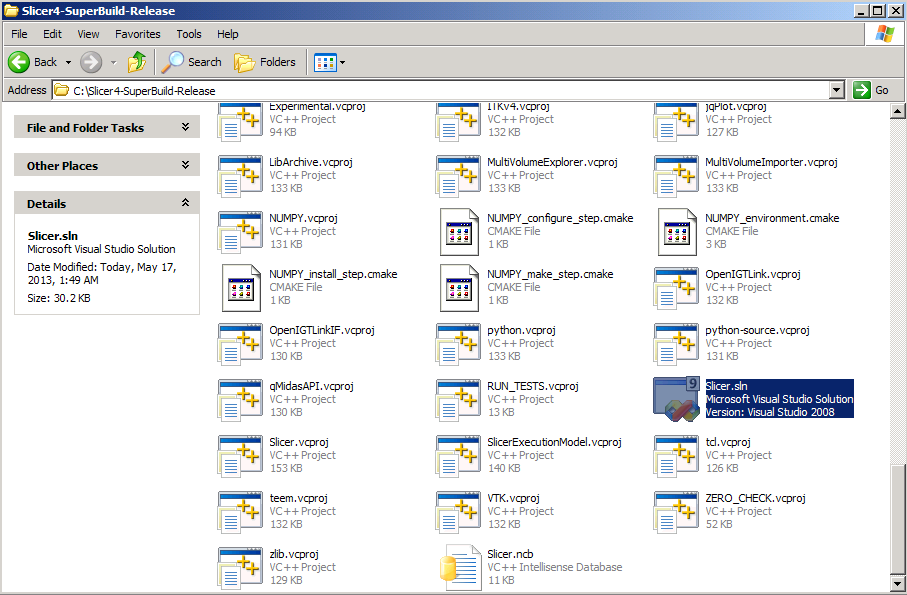 Slicer4-SuperBuild-Release
File Edit View Favorites Tools Help
Back Search Folders
Address C:\Slicer4-SuperBuild-Release Go
File and Folder Tasks
Other Places
Details
Slicer.sln
Microsoft Visual Studio Solution
Date Modified: Today, May 17,
2013, 1:49 AM
Size: 30.2 KB
Experimental.vcproj
VC++ Project
94 KB
ITKv4.vcproj
VC++ Project
132 KB
jqPlot.vcproj
VC++ Project
127 KB
LibArchive.vcproj
VC++ Project
133 KB
MultiVolumeExplorer.vcproj
VC++ Project
133 KB
MultiVolumeImporter.vcproj
VC++ Project
133 KB
NUMPY.vcproj
VC++ Project
131 KB
NUMPY_configure_step.cmake
CMAKE File
1 KB
NUMPY_environment.cmake
CMAKE File
3 KB
NUMPY_install_step.cmake
CMAKE File
1 KB
NUMPY_make_step.cmake
CMAKE File
1 KB
OpenIGTLink.vcproj
VC++ Project
132 KB
OpenIGTLinkIF.vcproj
VC++ Project
130 KB
python.vcproj
VC++ Project
133 KB
python-source.vcproj
VC++ Project
131 KB
qMidasAPI.vcproj
VC++ Project
130 KB
RUN_TESTS.vcproj
VC++ Project
13 KB
9
Slicer.sln
Microsoft Visual Studio Solution
Version: Visual Studio 2008
Slicer.vcproj
VC++ Project
153 KB
SlicerExecutionModel.vcproj
VC++ Project
140 KB
tcl.vcproj
VC++ Project
126 KB
teem.vcproj
VC++ Project
132 KB
VTK.vcproj
VC++ Project
132 KB
ZERO_CHECK.vcproj
VC++ Project
52 KB
zlib.vcproj
VC++ Project
129 KB
Slicer.ncb
VC++ Intellisense Database
11 KB